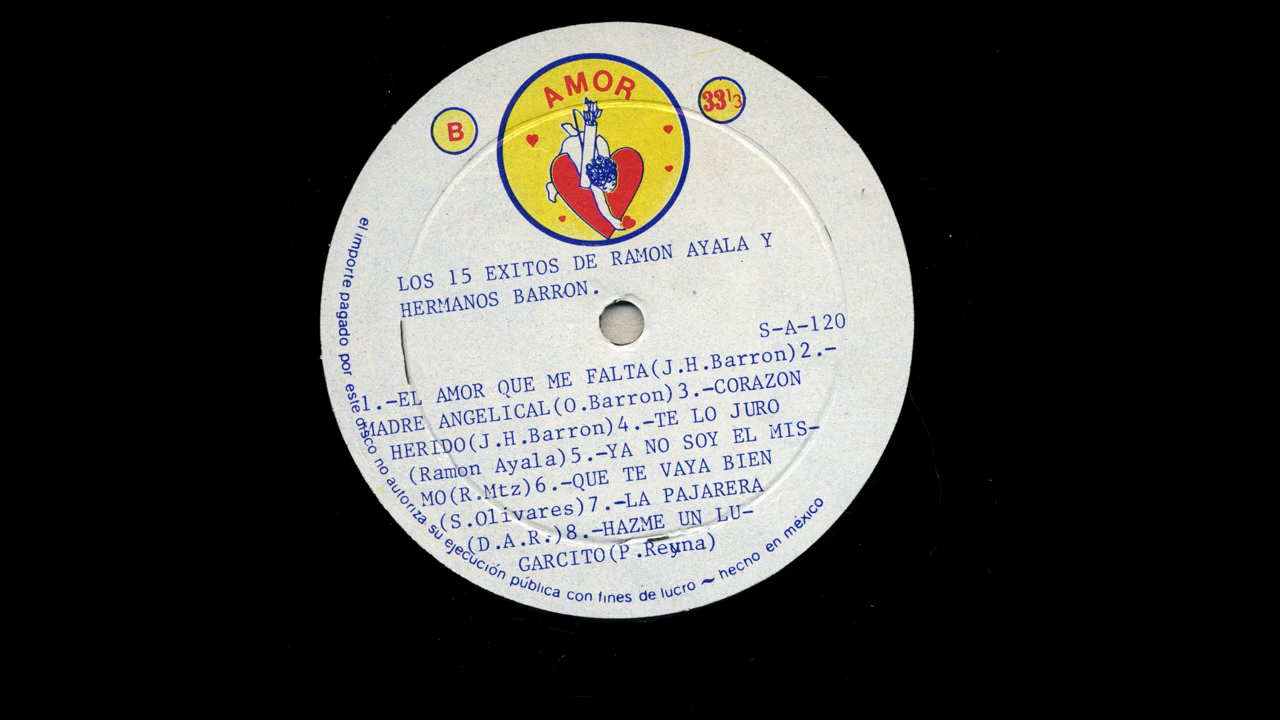 AMOR
B
33 1/3
LOS 15 EXITOS DE RAMON AYALA Y
HERMANOS BARRON.
S-A-120
1.-EL AMOR QUE ME FALTA(J.H.Barron)2.-
MADRE ANGELICAL(O.Barron)3.-CORAZON
HERIDO(J.H.Barron)4.-TE LO JURO
(Ramon Ayala)5.-YA NO SOY EL MIS-
MO(R.Mtz)6.-QUE TE VAYA BIEN
(S.Olivares)7.-LA PAJARERA
(D.A.R.)8.-HAZME UN LU-
GARCITO(P.Reyna)
el importe pagado por este disco no autoriza su ejecución pública con fines de lucro ~ hecho en méxico